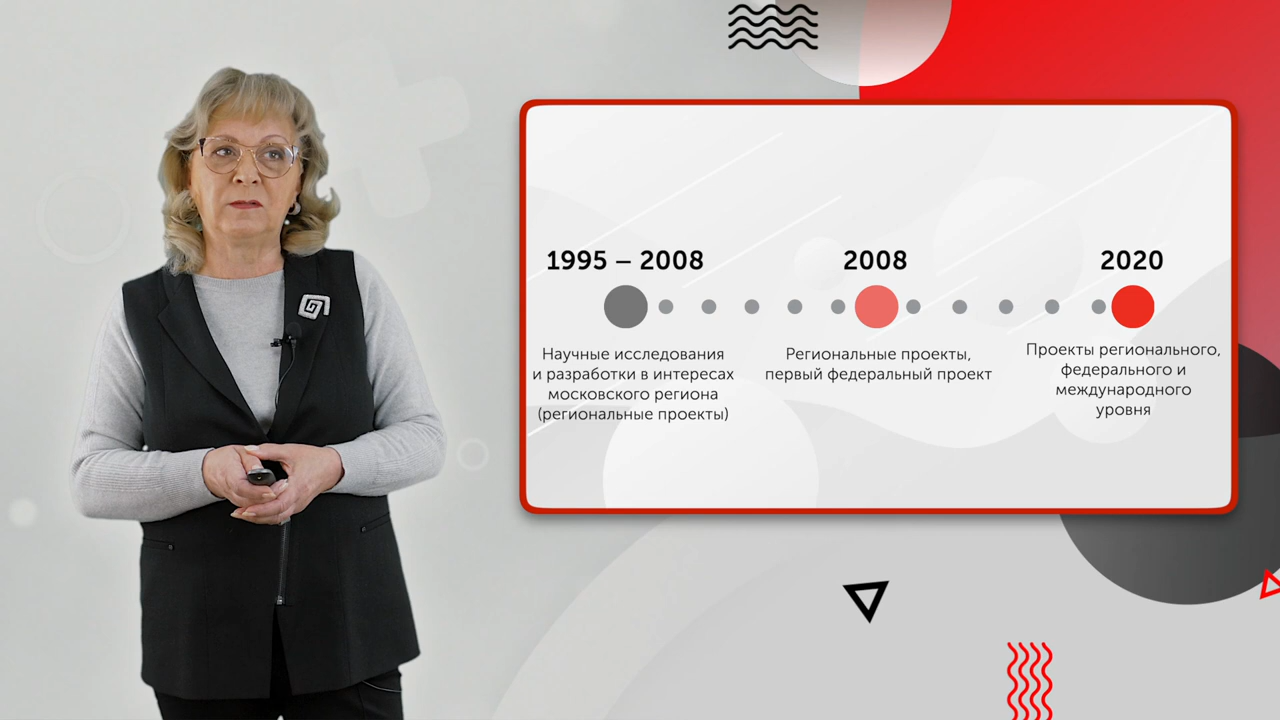 1995 – 2008
Научные исследования
и разработки в интересах
московского региона
(региональные проекты)
2008
Региональные проекты,
первый федеральный проект
2020
Проекты регионального,
федерального и
международного
уровня